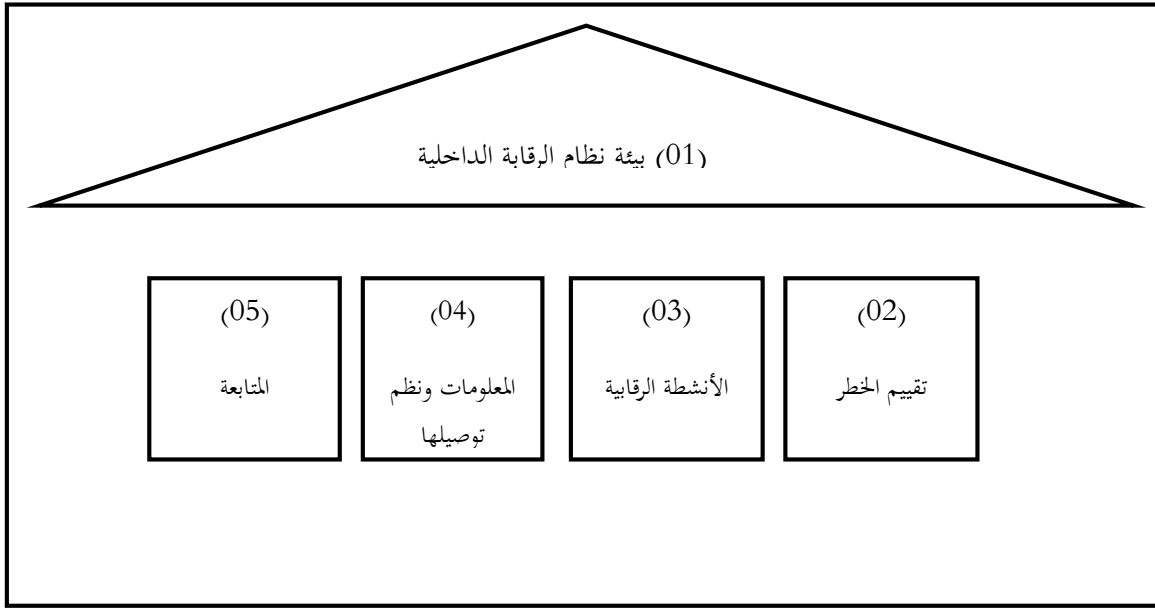 (01) بيئة نظام الرقابة الداخلية
(02)
تقييم الخطر
(03)
الأنشطة الرقابية
(04)
المعلومات ونظم
توصيلها
(05)
المتابعة